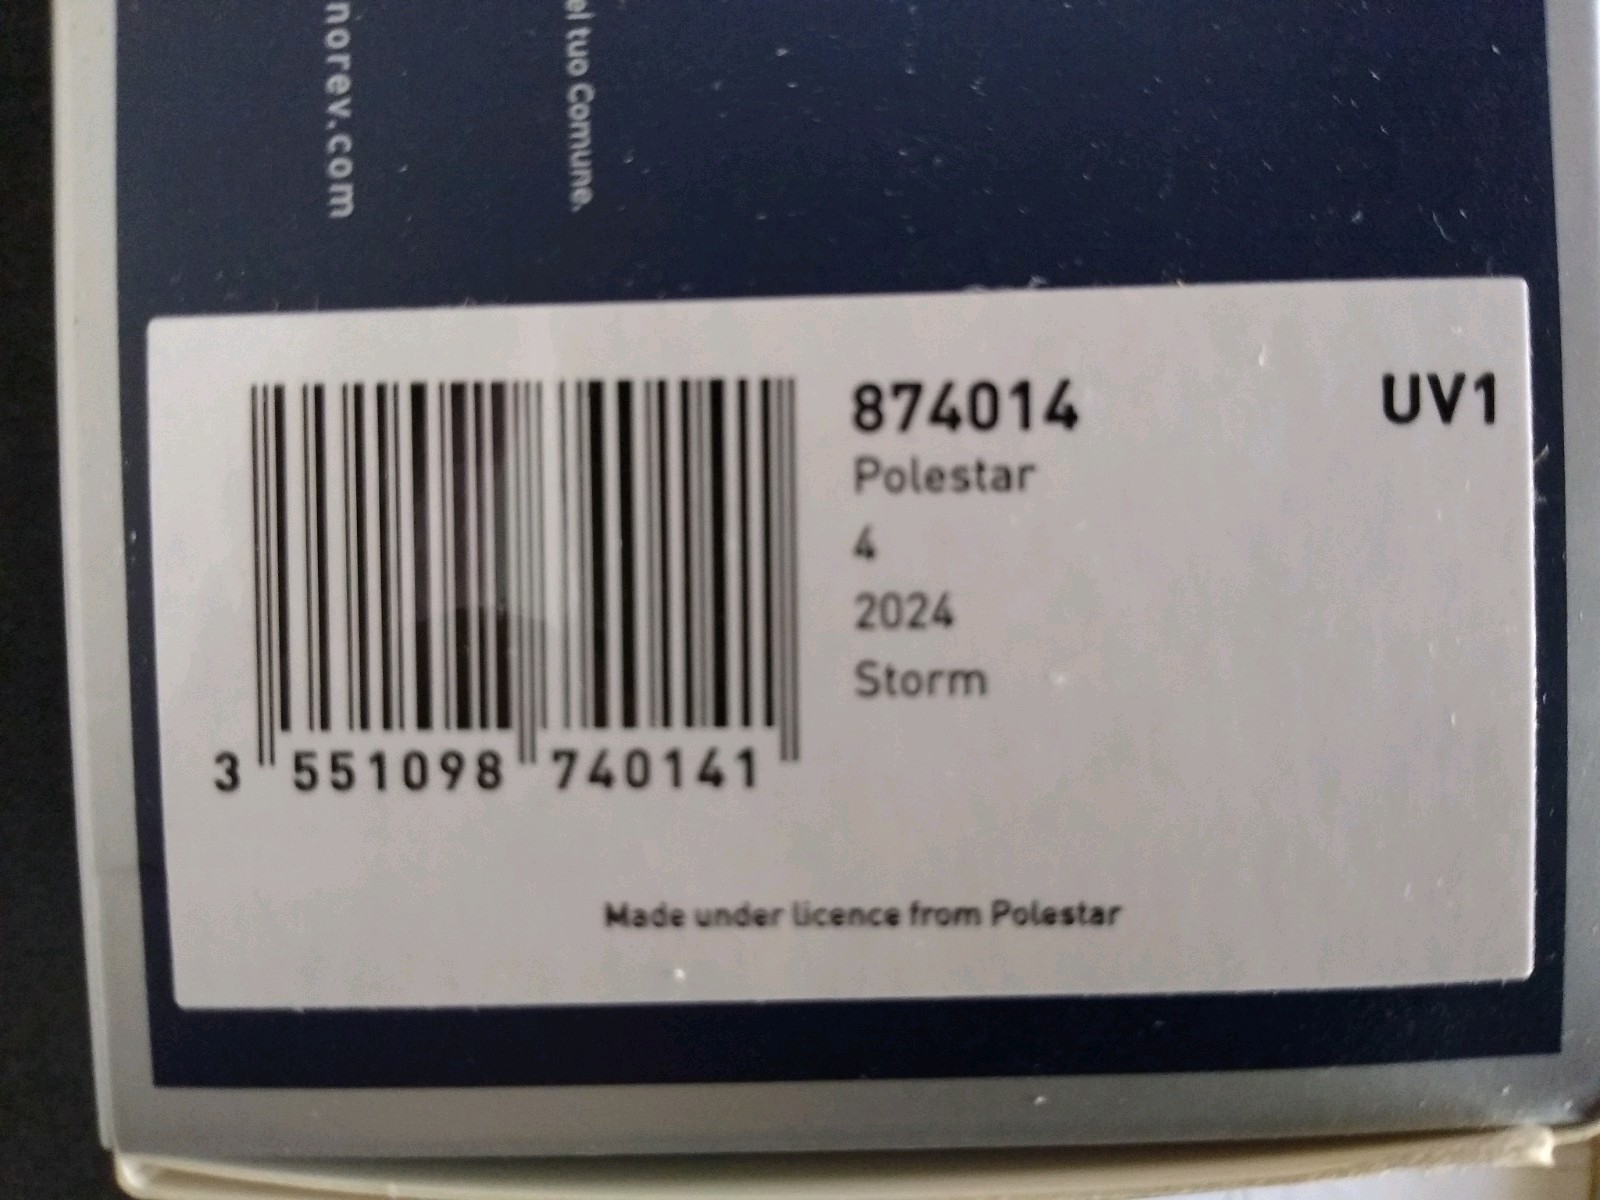 norev.com
el tuo Comune.
874014
UV1
Polestar
4
2024
Storm
3 551098 740141
Made under licence from Polestar